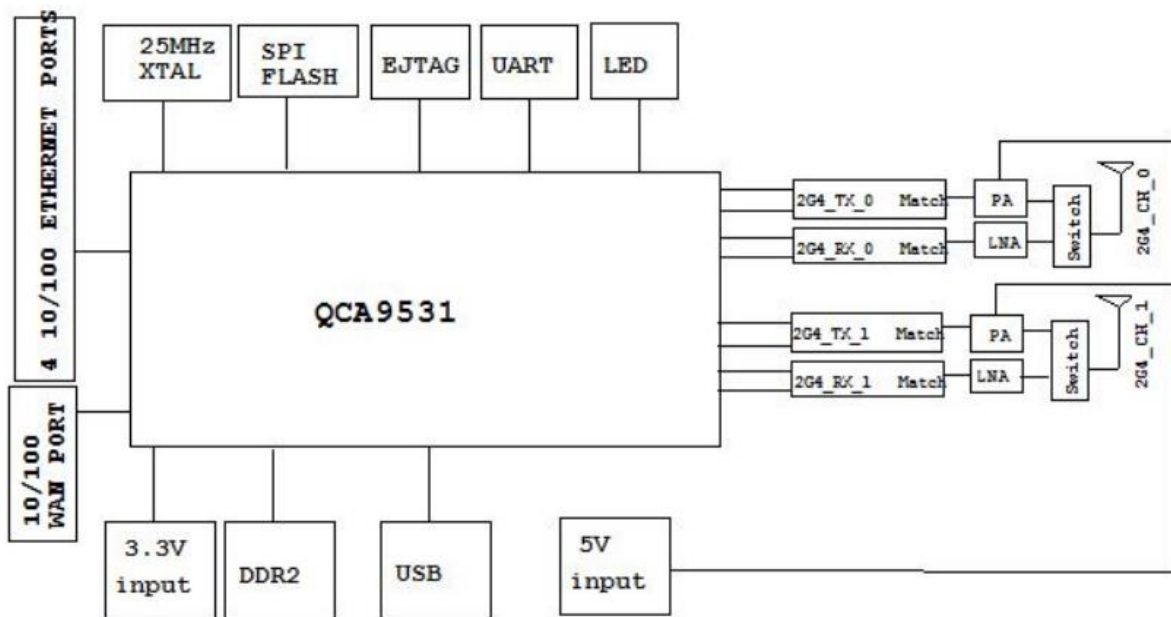 4 10/100 ETHERNET PORTS
10/100
WAN PORT
25MHz
XTAL
SPI
FLASH
EJTAG
UART
LED
QCA9531
2G4_TX_0 Match
PA
2G4_RX_0 Match
LNA
Switch
2G4_CH_0
2G4_TX_1 Match
PA
2G4_RX_1 Match
LNA
Switch
2G4_CH_1
3.3V
input
DDR2
USB
5V
input